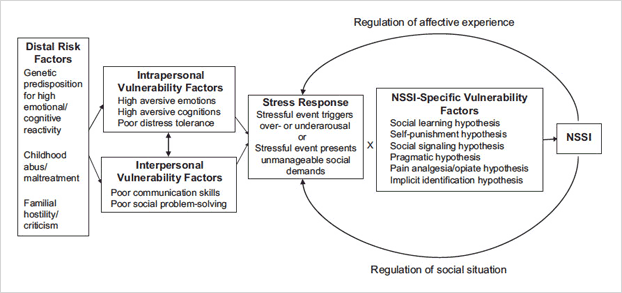 Regulation of affective experience
Distal Risk
Factors
Genetic
predisposition
for high
emotional/
cognitive
reactivity
Childhood
abus/
maltreatment
Familial
hostility/
criticism
Intrapersonal
Vulnerability Factors
High aversive emotions
High aversive cognitions
Poor distress tolerance
Interpersonal
Vulnerability Factors
Poor communication skills
Poor social problem-solving
Stress Response
Stressful event triggers
over- or underarousal
or
Stressful event presents
unmanageable social
demands
X
NSSI-Specific Vulnerability
Factors
Social learning hypothesis
Self-punishment hypothesis
Social signaling hypothesis
Pragmatic hypothesis
Pain analgesia/opiate hypothesis
Implicit identification hypothesis
NSSI
Regulation of social situation